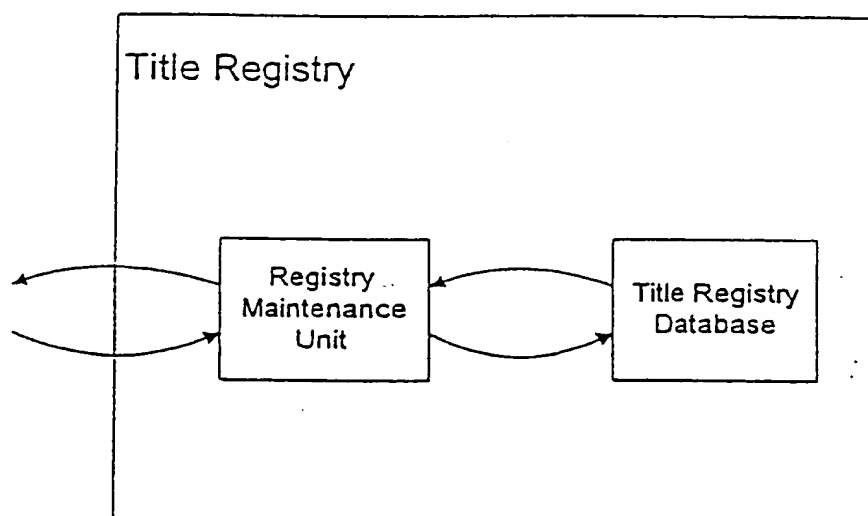 Title Registry
Registry
Maintenance
Unit
Title Registry
Database